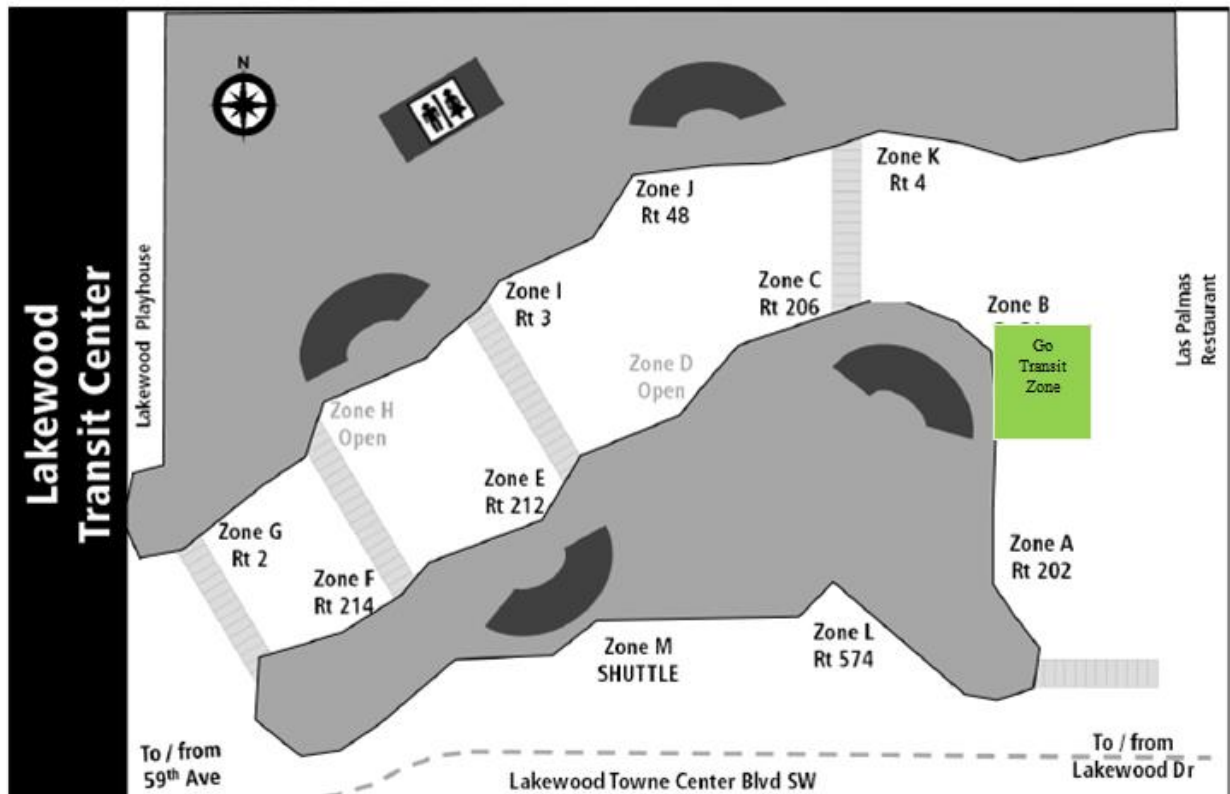 Lakewood
Transit Center
Lakewood Playhouse
N
Zone K
Rt 4
Zone J
Rt 48
Zone C
Rt 206
Zone I
Rt 3
Zone B
Las Palmas
Restaurant
Go
Transit
Zone
Zone D
Open
Zone H
Open
Zone E
Rt 212
Zone G
Rt 2
Zone A
Rt 202
Zone F
Rt 214
Zone L
Rt 574
Zone M
SHUTTLE
To / from
59th Ave
To / from
Lakewood Dr
Lakewood Towne Center Blvd SW